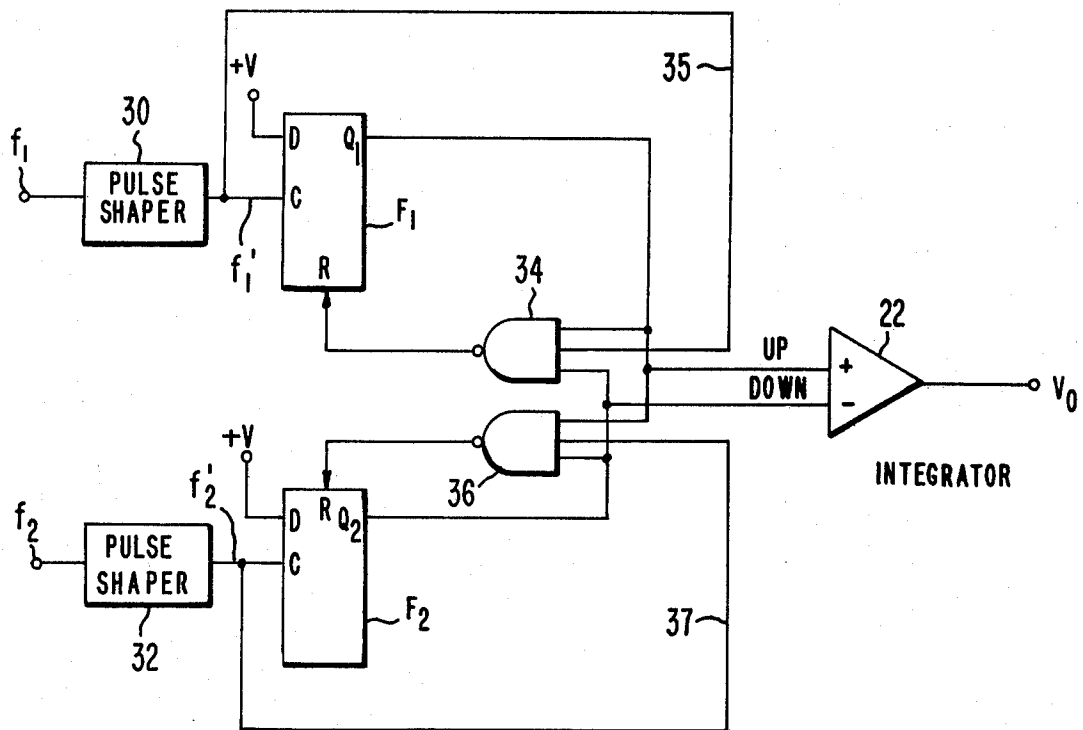 35
+V
30
f₁
PULSE
SHAPER
D
Q₁
C
F₁
f₁'
R
34
22
UP
+
DOWN
−
V₀
INTEGRATOR
+V
36
f₂'
R
Q₂
D
f₂
PULSE
SHAPER
C
F₂
37
32